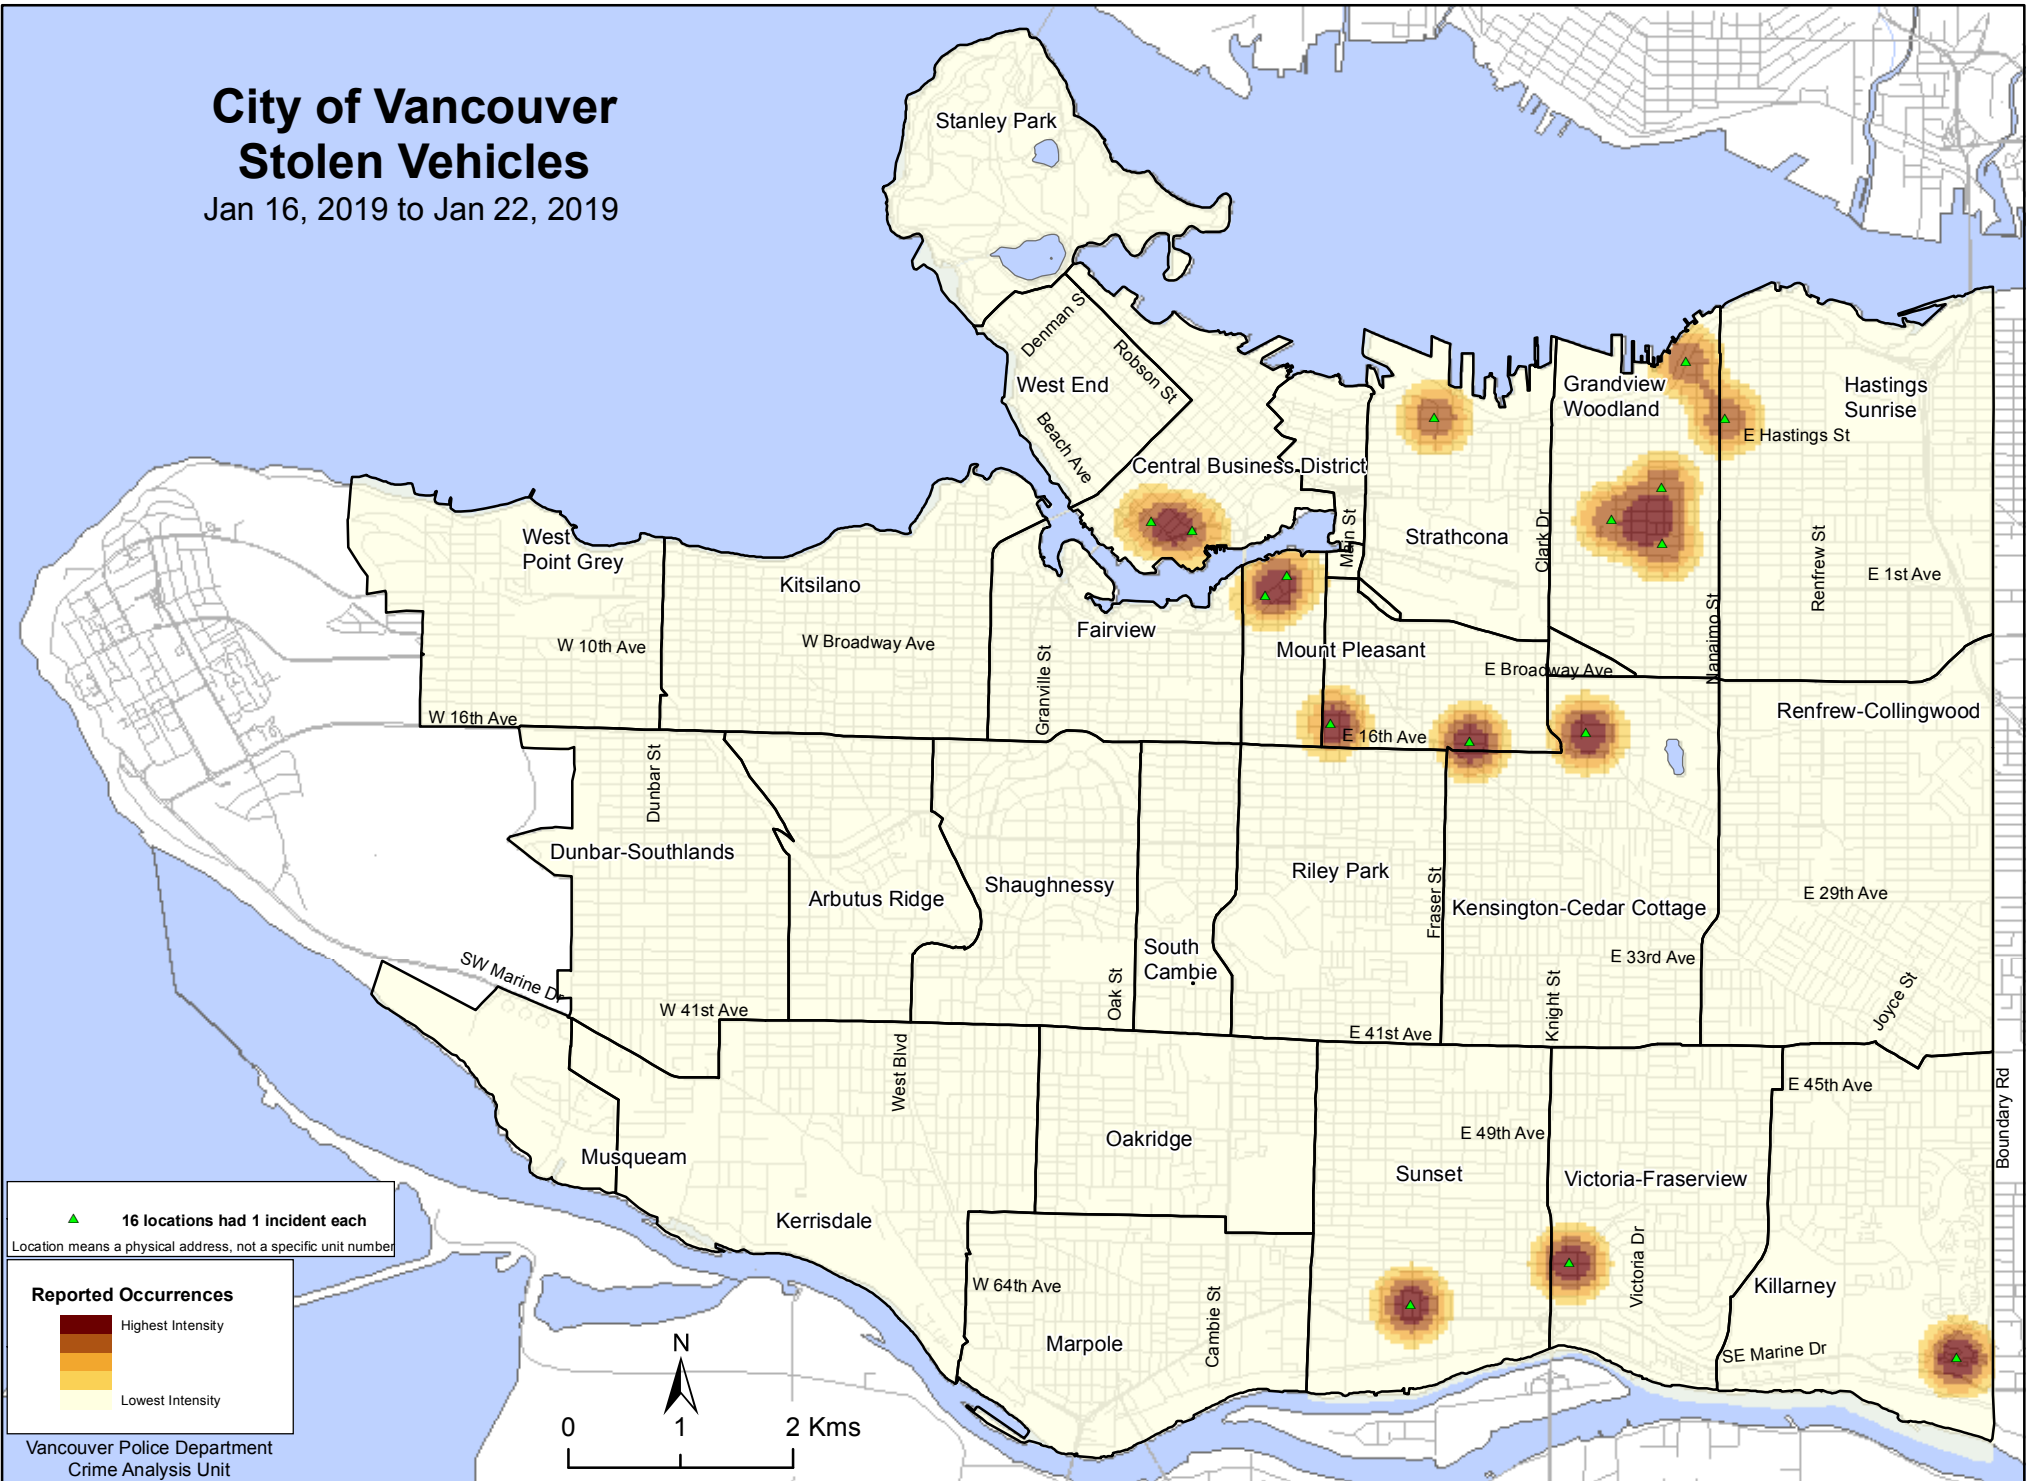 City of Vancouver
Stolen Vehicles
Jan 16, 2019 to Jan 22, 2019
Stanley Park
Denman S
Robson St
West End
Beach Ave
Grandview
Woodland
Hastings
Sunrise
E Hastings St
Central Business District
Main St
Strathcona
Clark Dr
Renfrew St
E 1st Ave
West
Point Grey
Kitsilano
Fairview
W 10th Ave
W Broadway Ave
Granville St
Mount Pleasant
E Broadway Ave
Nanaimo St
W 16th Ave
E 16th Ave
Renfrew-Collingwood
Dunbar St
Dunbar-Southlands
Arbutus Ridge
Shaughnessy
Riley Park
Fraser St
Kensington-Cedar Cottage
E 29th Ave
South
Cambie
E 33rd Ave
SW Marine Dr
W 41st Ave
Oak St
E 41st Ave
Knight St
Joyce St
West Blvd
E 45th Ave
Boundary Rd
Oakridge
E 49th Ave
Musqueam
Sunset
Victoria-Fraserview
Kerrisdale
W 64th Ave
Cambie St
Victoria Dr
Killarney
Marpole
SE Marine Dr
16 locations had 1 incident each
Location means a physical address, not a specific unit number
Reported Occurrences
Highest Intensity
Lowest Intensity
Vancouver Police Department
Crime Analysis Unit
N
0 1 2 Kms